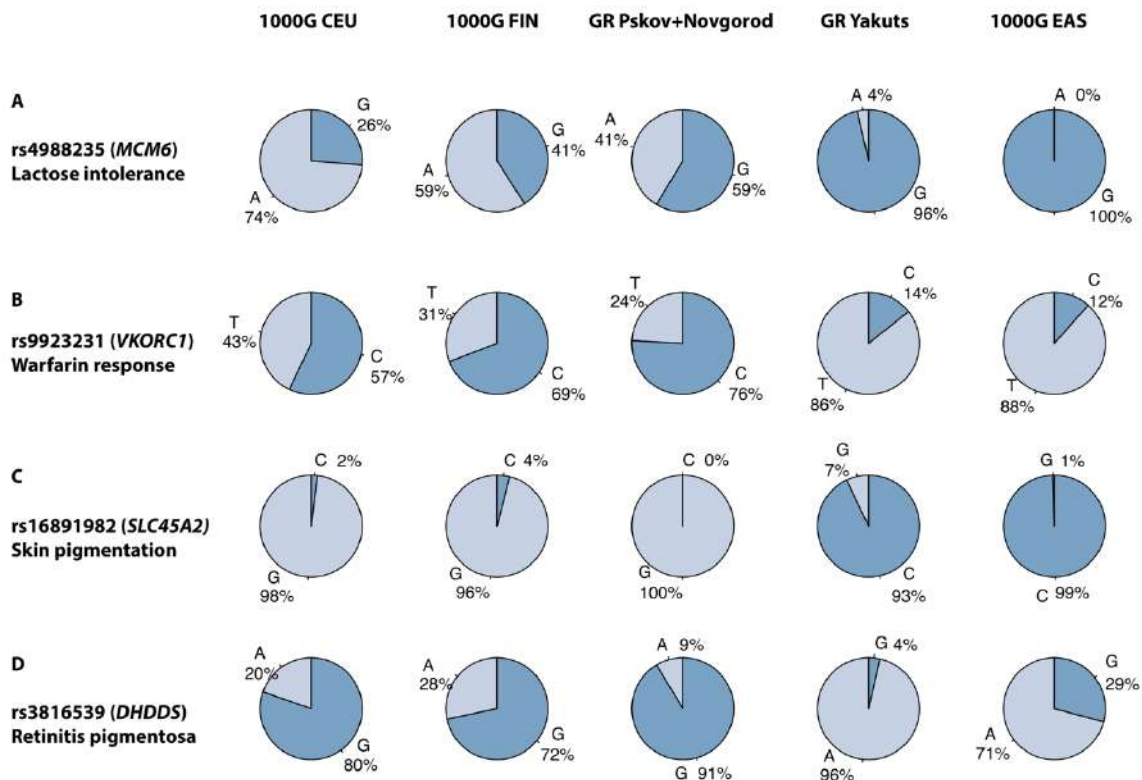 1000G CEU 1000G FIN GR Pskov+Novgorod GR Yakuts 1000G EAS
A
rs4988235 (MCM6)
Lactose intolerance
G
26%
A
74%
G
41%
A
59%
A
41%
G
59%
A 4%
G
96%
A 0%
G
100%
B
rs9923231 (VKORC1)
Warfarin response
T
43%
C
57%
T
31%
C
69%
T
24%
C
76%
C
14%
T
86%
C
12%
T
88%
C
rs16891982 (SLC45A2)
Skin pigmentation
C 2%
G
98%
C 4%
G
96%
C 0%
G
100%
G
7%
C
93%
G 1%
C 99%
D
rs3816539 (DHDDS)
Retinitis pigmentosa
A
20%
G
80%
A
28%
G
72%
A 9%
G 91%
G 4%
A
96%
G
29%
A
71%